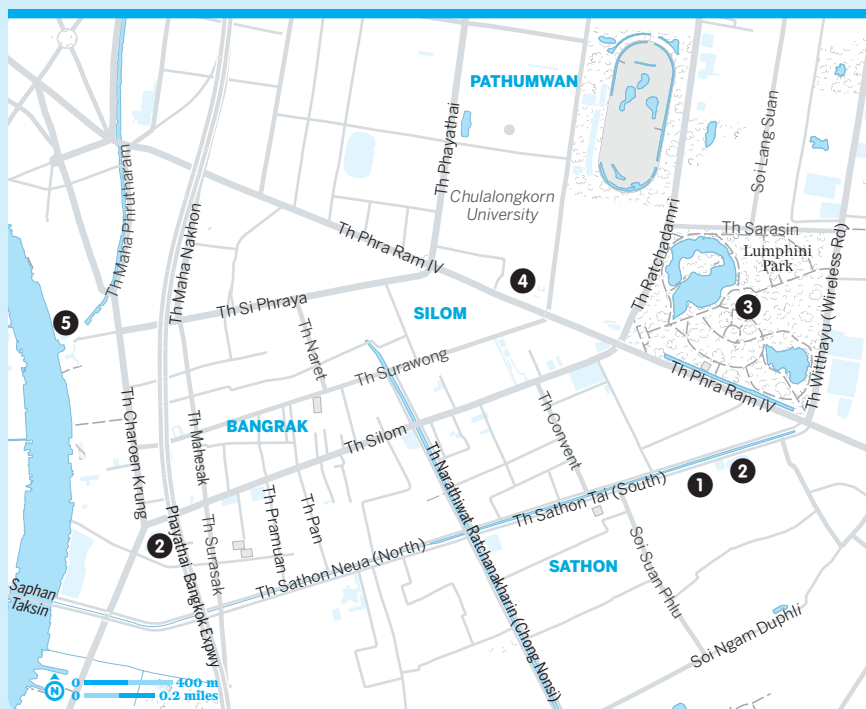 PATHUMWAN
Th Phayathai
Soi Lang Suan
Th Maha Phrutharam
Chulalongkorn
University
Th Maha Nakhon
Th Phra Ram IV
Th Ratchadamri
Th Sarasin
Lumphini
Park
Th Witthayu (Wireless Rd)
4
3
5
Th Si Phraya
SILOM
Th Naret
Th Surawong
Th Phra Ram IV
Th Charoen Krung
Th Mahesak
BANGRAK
Th Silom
Th Convent
Th Narathiwat Ratchanakharin (Chong Nonsi)
1
2
Th Sathon Tai (South)
2
Phayathai Bangkok Expwy
Th Surasak
Th Pramuan
Th Pan
Th Sathon Neua (North)
SATHON
Soi Suan Phlu
Saphan
Taksin
Soi Ngam Duphli
N
0 400 m
0 0.2 miles